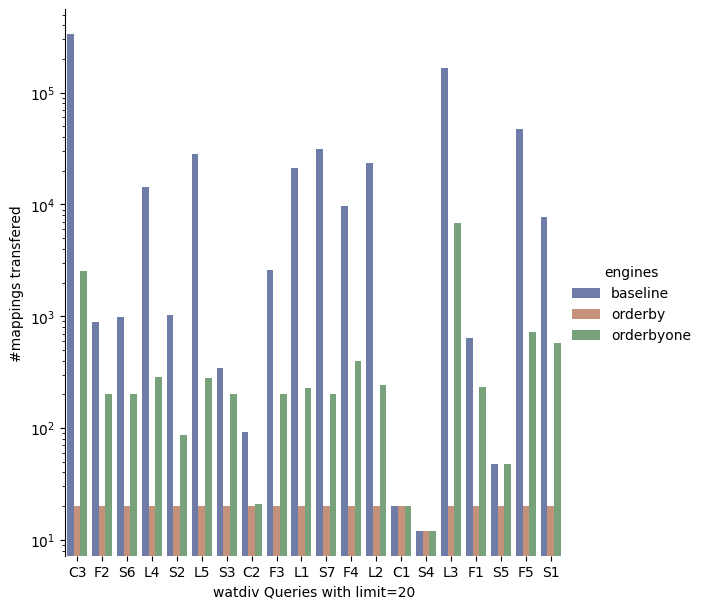 10^5
10^4
10^3
10^2
10^1
#mappings transfered
C3 F2 S6 L4 S2 L5 S3 C2 F3 L1 S7 F4 L2 C1 S4 L3 F1 S5 F5 S1
watdiv Queries with limit=20
engines
baseline
orderby
orderbyone